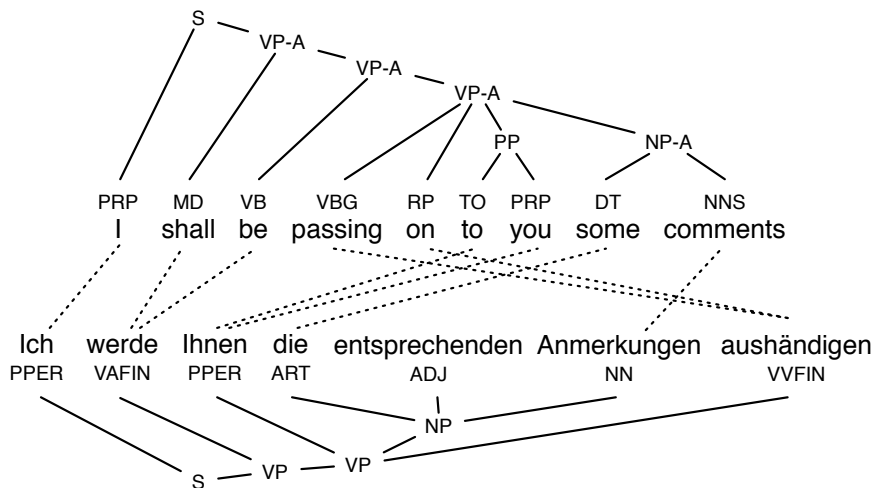 S
VP-A
VP-A
VP-A
PP NP-A
PRP MD VB VBG RP TO PRP DT NNS
I shall be passing on to you some comments
Ich werde Ihnen die entsprechenden Anmerkungen aushändigen
PPER VAFIN PPER ART ADJ NN VVFIN
NP
VP
VP
S